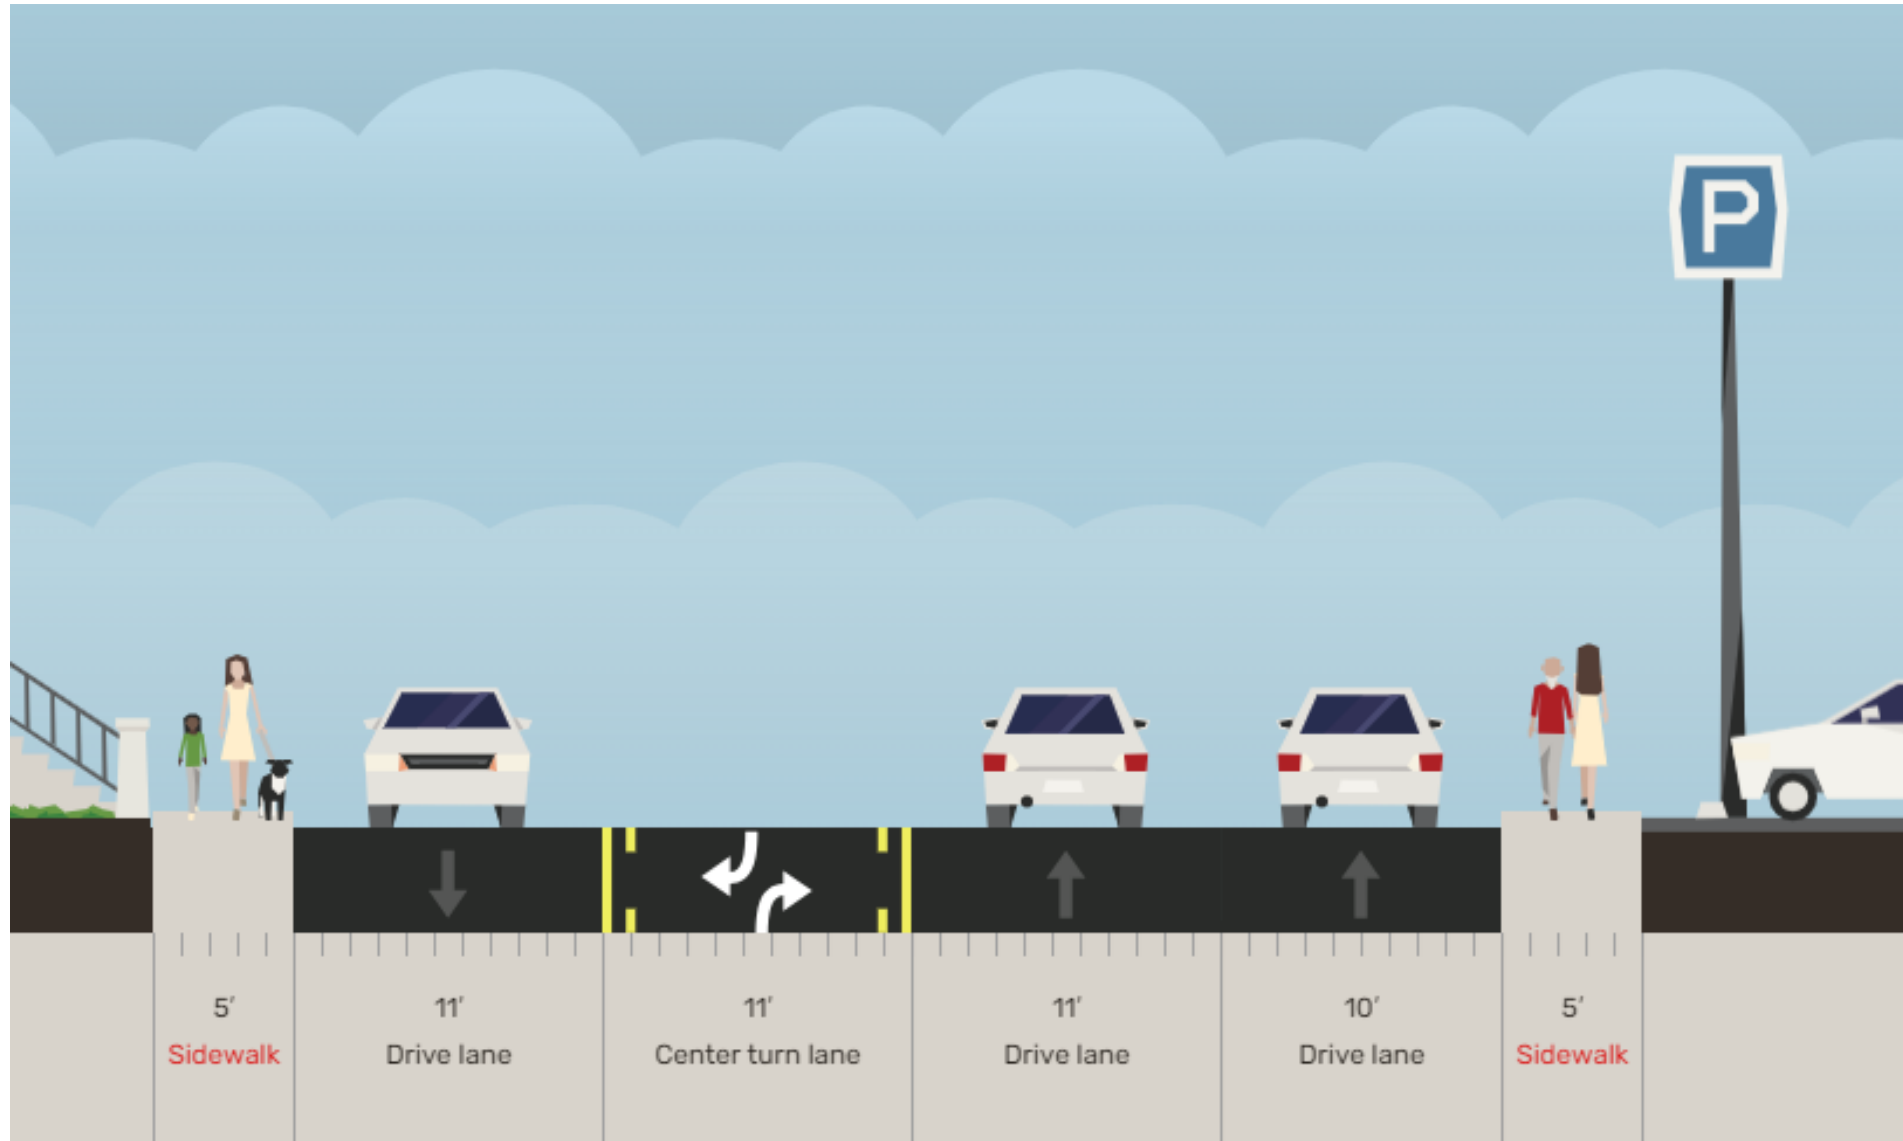 P
5′
11′
11′
11′
10′
5′
Sidewalk
Drive lane
Center turn lane
Drive lane
Drive lane
Sidewalk